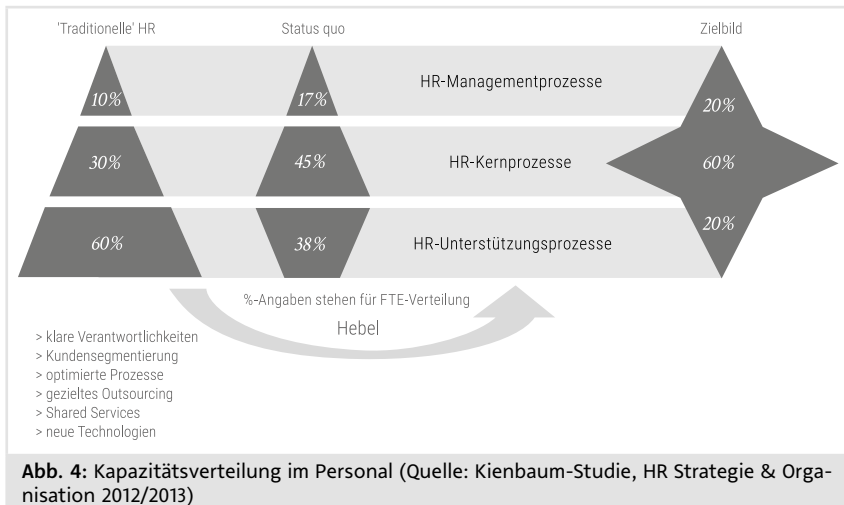 'Traditionelle' HR Status quo Zielbild
10% 17% HR-Managementprozesse 20%
30% 45% HR-Kernprozesse 60%
60% 38% HR-Unterstützungsprozesse 20%
%-Angaben stehen für FTE-Verteilung
Hebel
> klare Verantwortlichkeiten
> Kundensegmentierung
> optimierte Prozesse
> gezieltes Outsourcing
> Shared Services
> neue Technologien
Abb. 4: Kapazitätsverteilung im Personal (Quelle: Kienbaum-Studie, HR Strategie & Orga-
nisation 2012/2013)